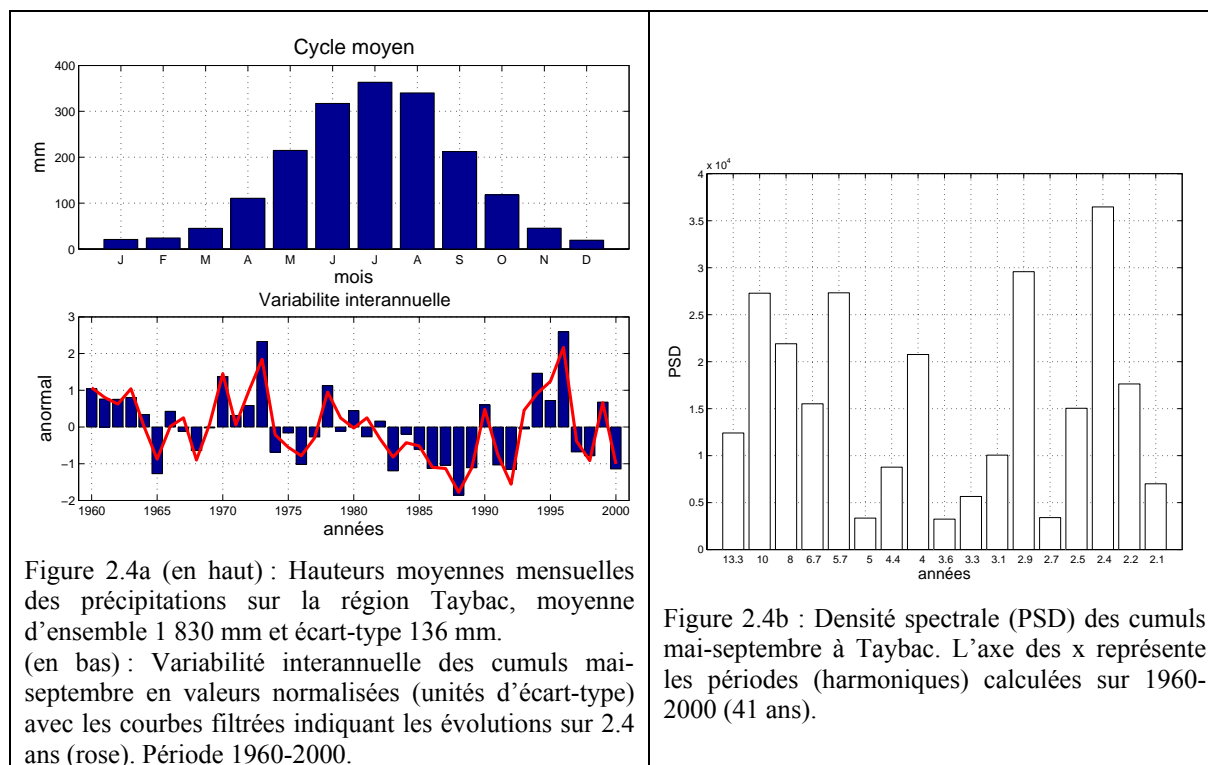 Cycle moyen
400
300
200
100
0
mm
J F M A M J J A S O N D
mois
Variabilite interannuelle
3
2
1
0
−1
−2
anormal
1960 1965 1970 1975 1980 1985 1990 1995 2000
années
Figure 2.4a (en haut) : Hauteurs moyennes mensuelles
des précipitations sur la région Taybac, moyenne
d’ensemble 1 830 mm et écart-type 136 mm.
(en bas) : Variabilité interannuelle des cumuls mai-
septembre en valeurs normalisées (unités d’écart-type)
avec les courbes filtrées indiquant les évolutions sur 2.4
ans (rose). Période 1960-2000.
x 10⁴
4
3.5
3
2.5
2
1.5
1
0.5
0
PSD
13.3 10 8 6.7 5.7 5 4.4 4 3.6 3.3 3.1 2.9 2.7 2.5 2.4 2.2 2.1
années
Figure 2.4b : Densité spectrale (PSD) des cumuls
mai-septembre à Taybac. L’axe des x représente
les périodes (harmoniques) calculées sur 1960-
2000 (41 ans).